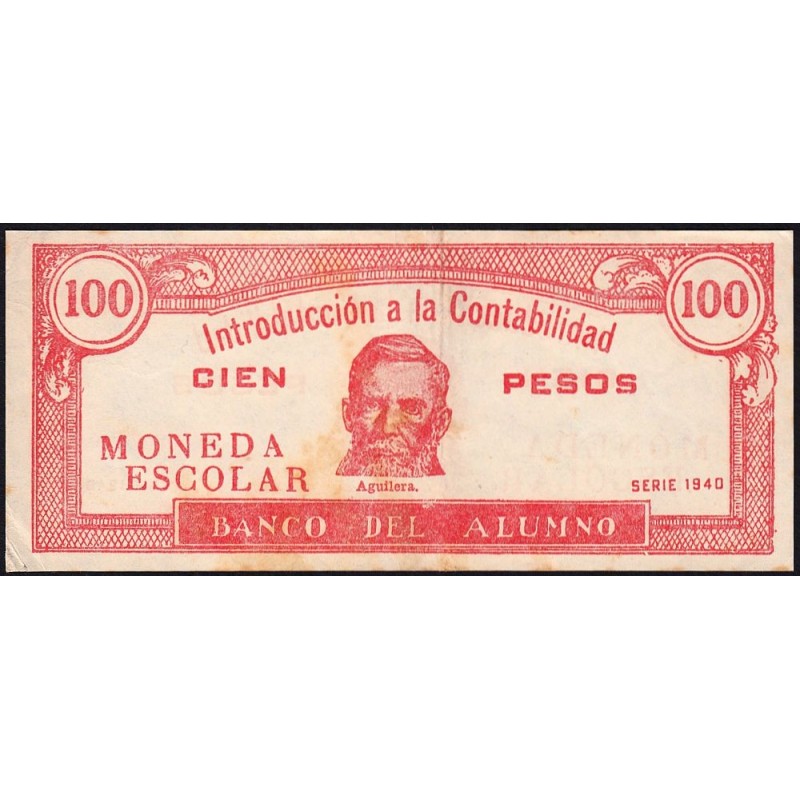 100 100
Introducción a la Contabilidad
CIEN PESOS
MONEDA
ESCOLAR
Aguilera.
SERIE 1940
BANCO DEL ALUMNO